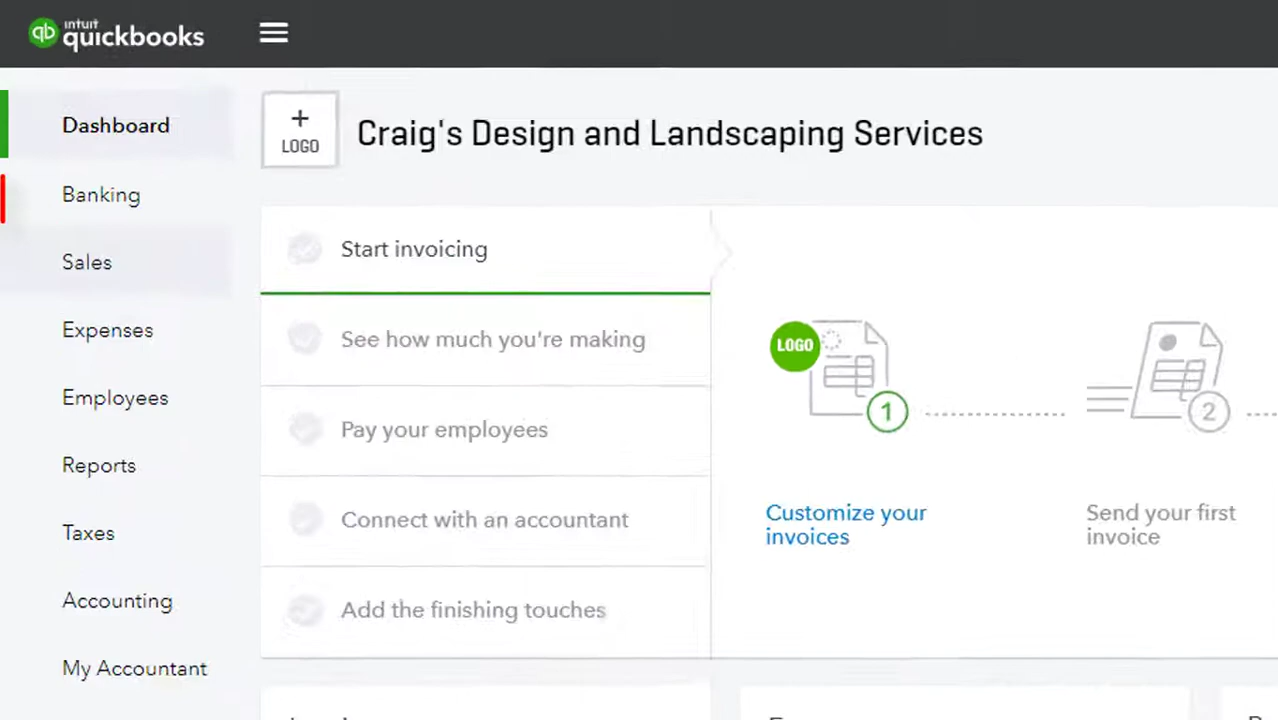 intuit
quickbooks
Dashboard
Banking
Sales
Expenses
Employees
Reports
Taxes
Accounting
My Accountant
+
LOGO
Craig's Design and Landscaping Services
Start invoicing
See how much you're making
Pay your employees
Connect with an accountant
Add the finishing touches
LOGO
1
Customize your
invoices
2
Send your first
invoice